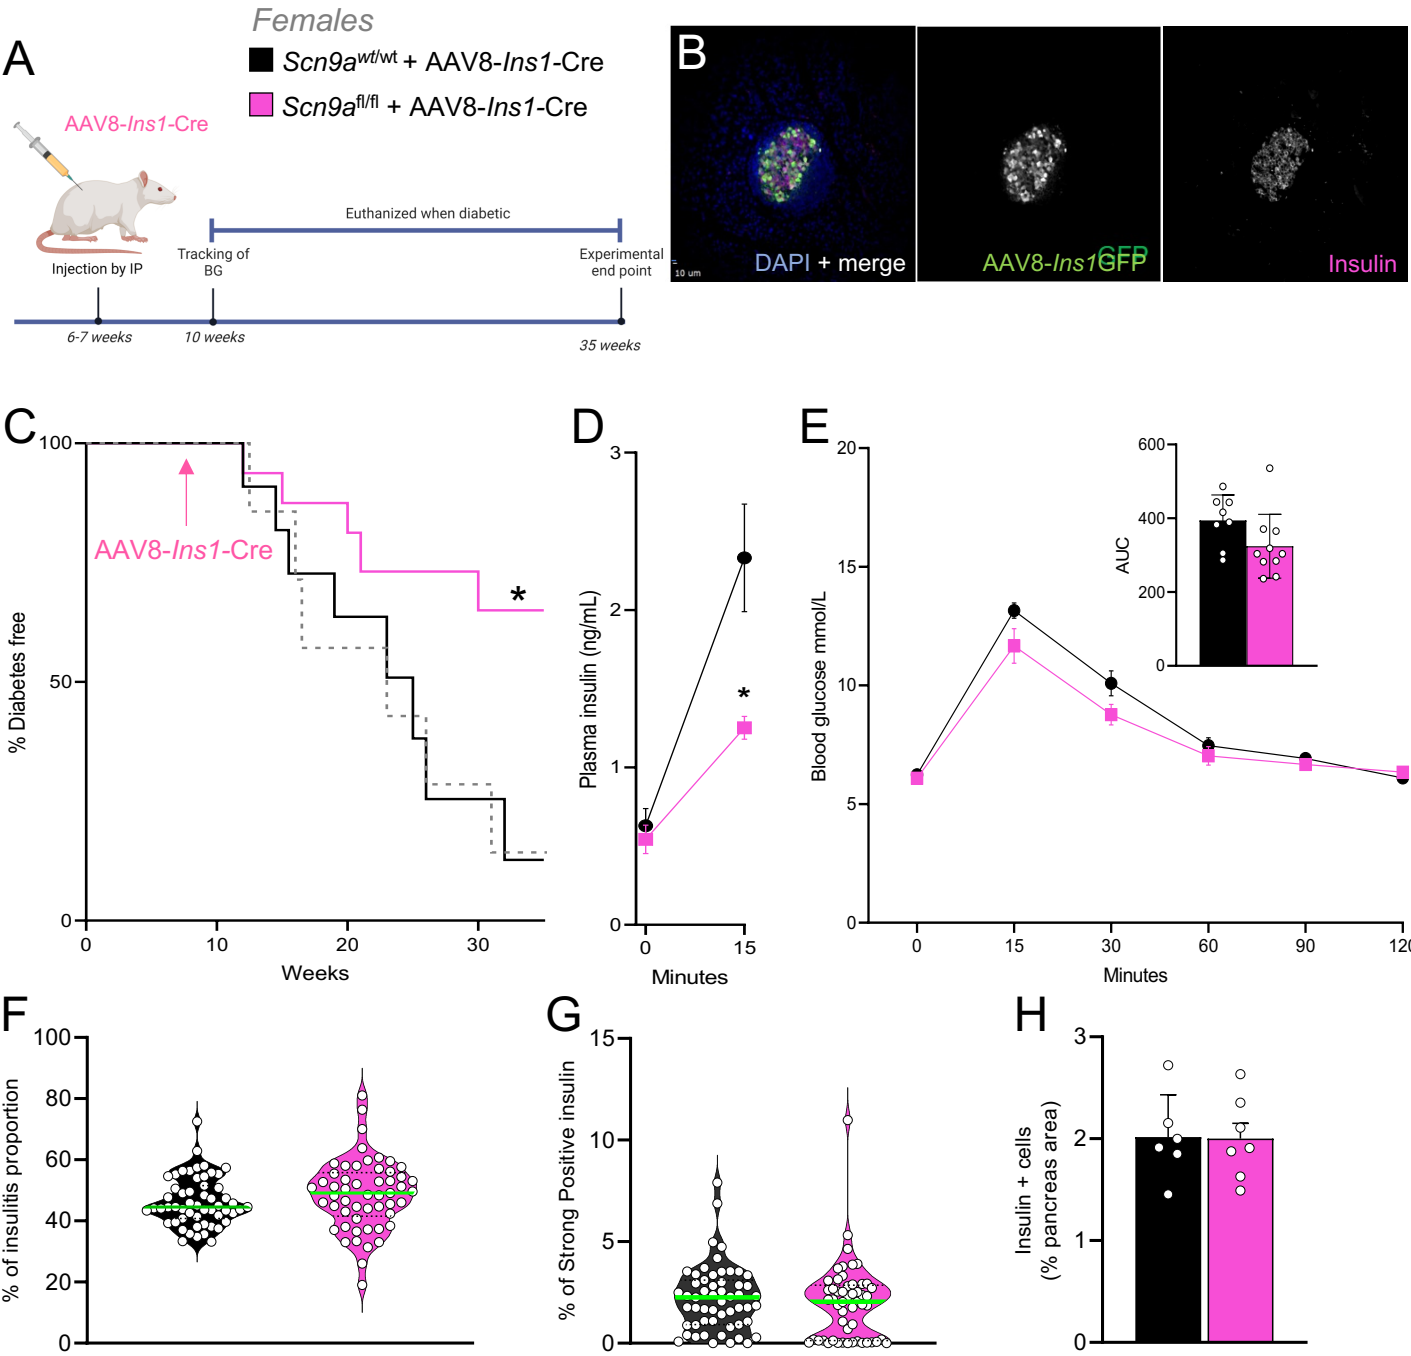 Females
A
Scn9awt/wt + AAV8-Ins1-Cre
Scn9afl/fl + AAV8-Ins1-Cre
AAV8-Ins1-Cre
Euthanized when diabetic
Injection by IP
Tracking of
BG
Experimental
end point
6-7 weeks
10 weeks
35 weeks
B
10 um
DAPI + merge
AAV8-Ins1GFP
GFP
Insulin
C
100
50
0
% Diabetes free
AAV8-Ins1-Cre
*
0 10 20 30
Weeks
D
3
2
1
0
Plasma insulin (ng/mL)
*
0 15
Minutes
E
20
15
10
5
0
Blood glucose mmol/L
600
400
200
0
AUC
0 15 30 60 90 120
Minutes
F
100
80
60
40
20
0
% of insulitis proportion
G
15
10
5
0
% of Strong Positive insulin
H
3
2
1
0
Insulin + cells
(% pancreas area)